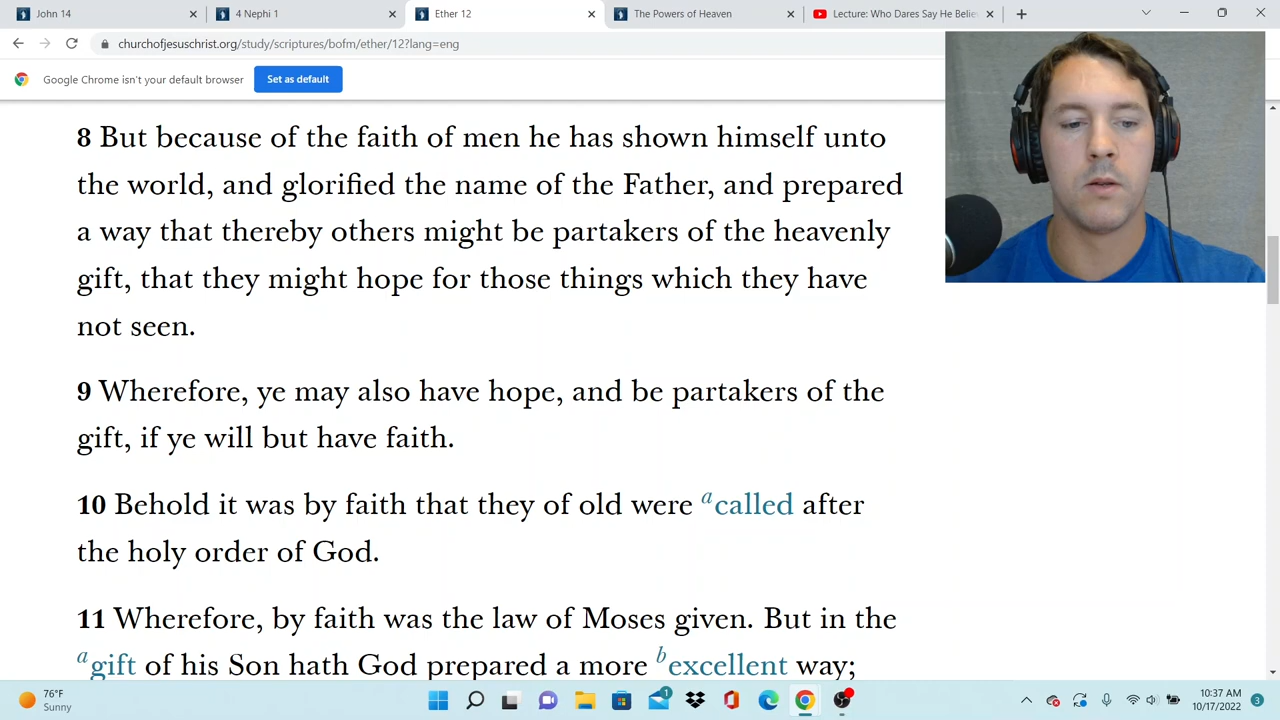 John 14
4 Nephi 1
Ether 12
The Powers of Heaven
Lecture: Who Dares Say He Belie
churchofjesuschrist.org/study/scriptures/bofm/ether/12?lang=eng
Google Chrome isn't your default browser
Set as default
8 But because of the faith of men he has shown himself unto
the world, and glorified the name of the Father, and prepared
a way that thereby others might be partakers of the heavenly
gift, that they might hope for those things which they have
not seen.
9 Wherefore, ye may also have hope, and be partakers of the
gift, if ye will but have faith.
10 Behold it was by faith that they of old were a called after
the holy order of God.
11 Wherefore, by faith was the law of Moses given. But in the
a gift of his Son hath God prepared a more b excellent way;
76°F
Sunny
1
10:37 AM
10/17/2022
3